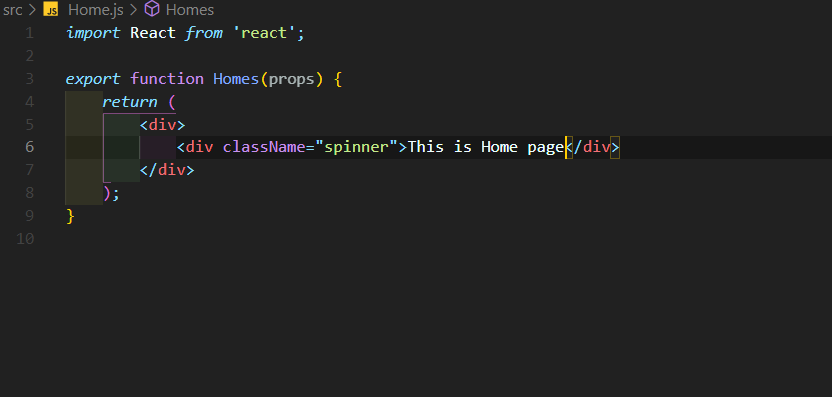 src > JS Home.js > Homes
1 import React from 'react';
2
3 export function Homes(props) {
4     return (
5         <div>
6             <div className="spinner">This is Home page</div>
7         </div>
8     );
9 }
10